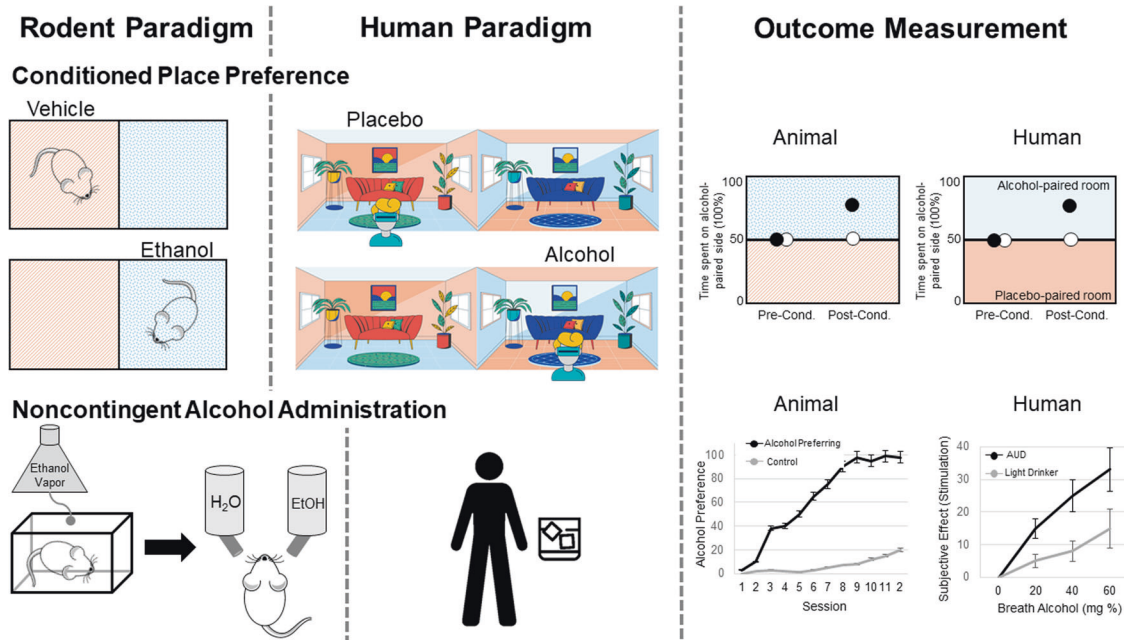 Rodent Paradigm
Human Paradigm
Outcome Measurement
Conditioned Place Preference
Vehicle
Ethanol
Placebo
Alcohol
Animal
Time spent on alcohol-
paired side (100%)
100
50
0
Pre-Cond.
Post-Cond.
Human
Time spent on alcohol-
paired side (100%)
100
50
0
Alcohol-paired room
Placebo-paired room
Pre-Cond.
Post-Cond.
Noncontingent Alcohol Administration
Ethanol
Vapor
H2O
EtOH
Animal
Alcohol Preference
120
100
80
60
40
20
0
Alcohol Preferring
Control
1 2 3 4 5 6 7 8 9 10 11 2
Session
Human
Subjective Effect (Stimulation)
40
30
20
10
0
AUD
Light Drinker
0 20 40 60
Breath Alcohol (mg %)